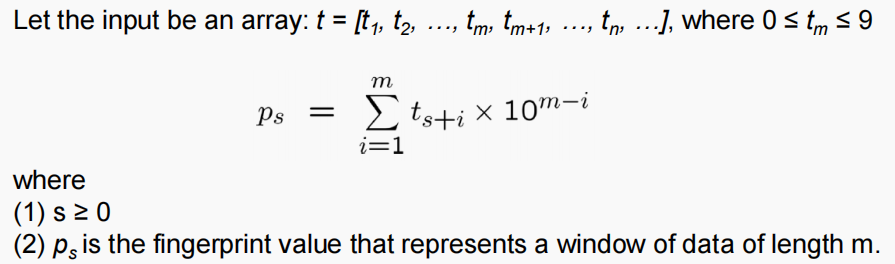 Let the input be an array: t = [t₁, t₂, ..., tₘ, tₘ₊₁, ..., tₙ, ...], where 0 ≤ tₘ ≤ 9
pₛ = ∑ᵢ₌₁ᵐ tₛ₊ᵢ × 10ᵐ⁻ⁱ
where
(1) s ≥ 0
(2) pₛ is the fingerprint value that represents a window of data of length m.